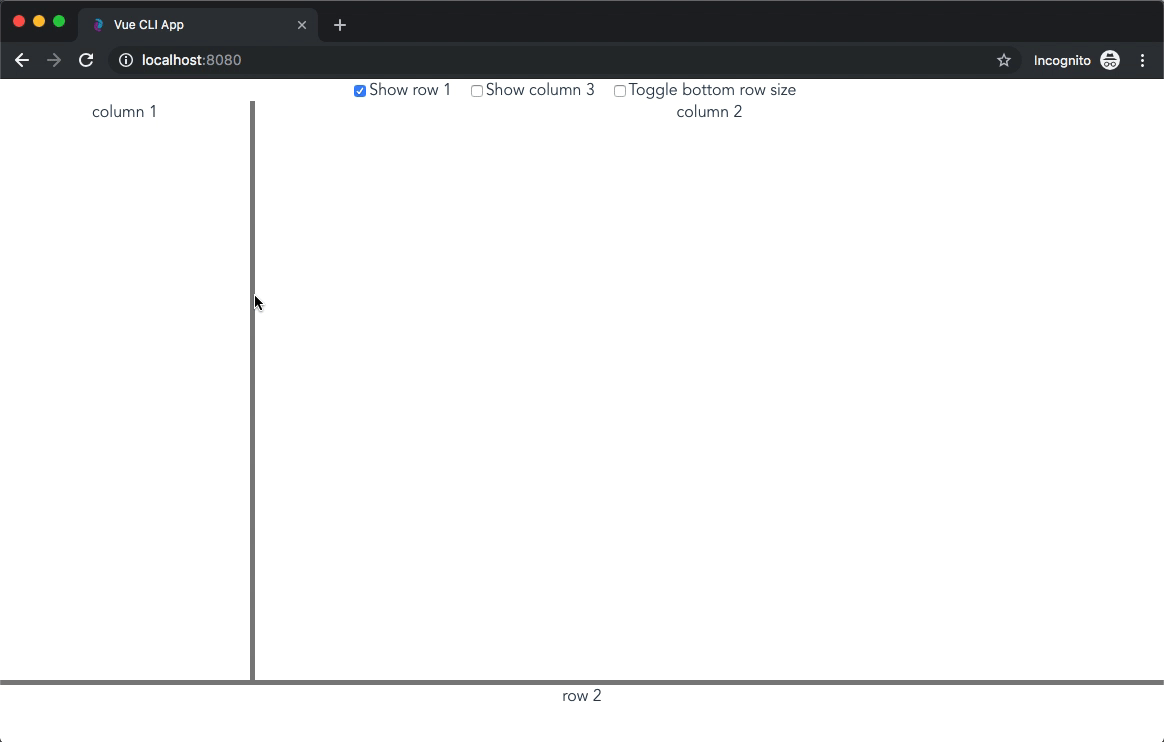 Vue CLI App
localhost:8080
Incognito
Show row 1 Show column 3 Toggle bottom row size
column 1 column 2
row 2